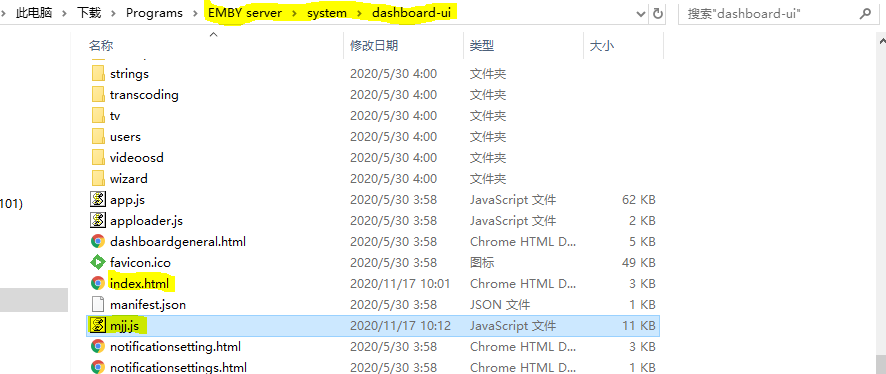 此电脑 › 下载 › Programs › EMBY server › system › dashboard-ui 搜索"dashboard-ui"
名称 修改日期 类型 大小
strings 2020/5/30 4:00 文件夹
transcoding 2020/5/30 4:00 文件夹
tv 2020/5/30 4:00 文件夹
users 2020/5/30 4:00 文件夹
videoosd 2020/5/30 4:00 文件夹
wizard 2020/5/30 4:00 文件夹
101) app.js 2020/5/30 3:58 JavaScript 文件 62 KB
apploader.js 2020/5/30 3:58 JavaScript 文件 2 KB
dashboardgeneral.html 2020/5/30 3:58 Chrome HTML D... 5 KB
favicon.ico 2020/5/30 3:58 图标 49 KB
index.html 2020/11/17 10:01 Chrome HTML D... 3 KB
manifest.json 2020/5/30 3:58 JSON 文件 1 KB
mjj.js 2020/11/17 10:12 JavaScript 文件 11 KB
notificationsetting.html 2020/5/30 3:58 Chrome HTML D... 3 KB
notificationsettings.html 2020/5/30 3:58 Chrome HTML D... 1 KB